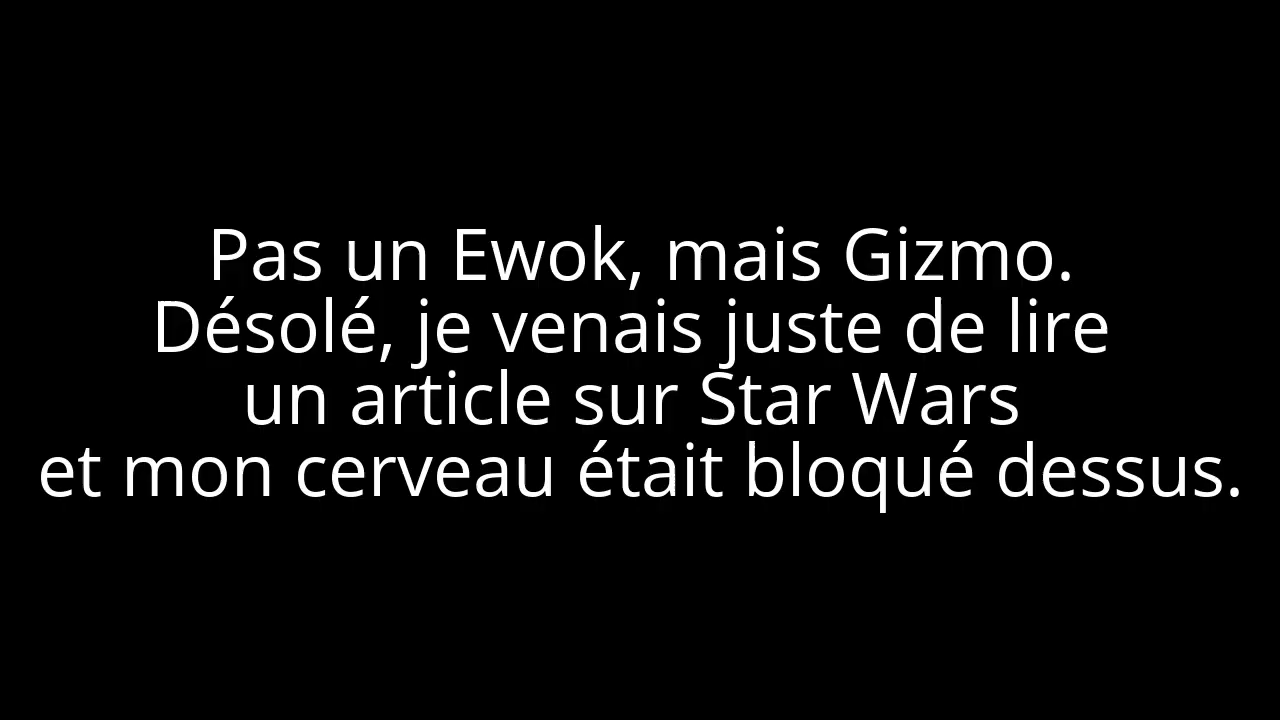 Pas un Ewok, mais Gizmo.
Désolé, je venais juste de lire
un article sur Star Wars
et mon cerveau était bloqué dessus.